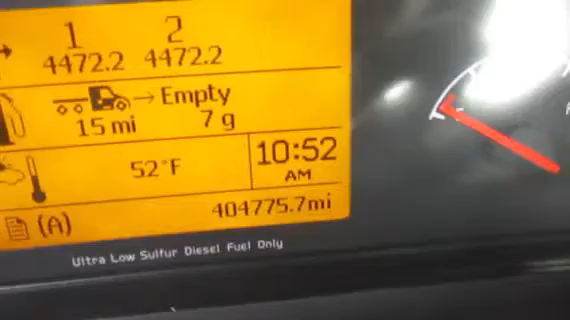 1 2
4472.2 4472.2
→ Empty
15 mi 7 g
52°F
10:52
AM
(A) 404775.7mi
Ultra Low Sulfur Diesel Fuel Only